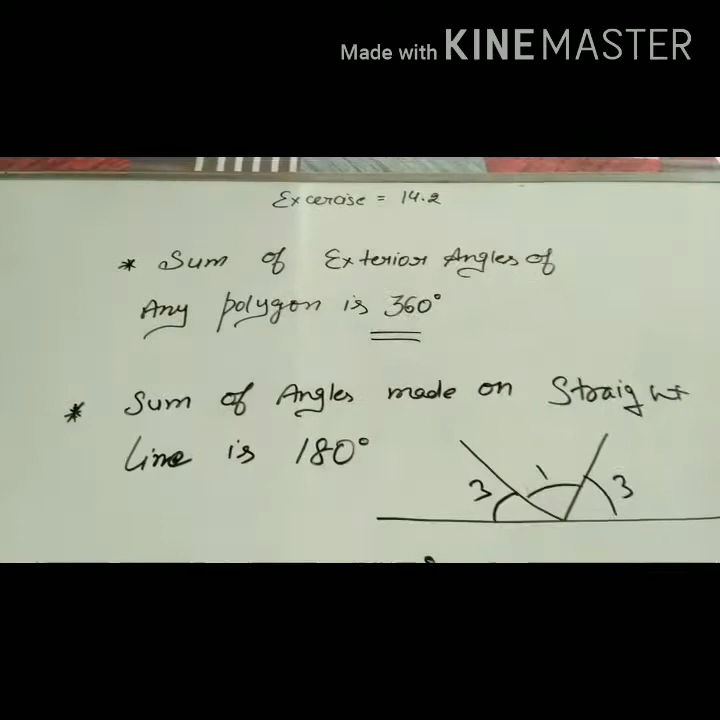 Made with KINEMASTER
Excercise = 14.2
* Sum of Exterior Angles of
Any polygon is 360°
* Sum of Angles made on Straight
line is 180°
3 1 3